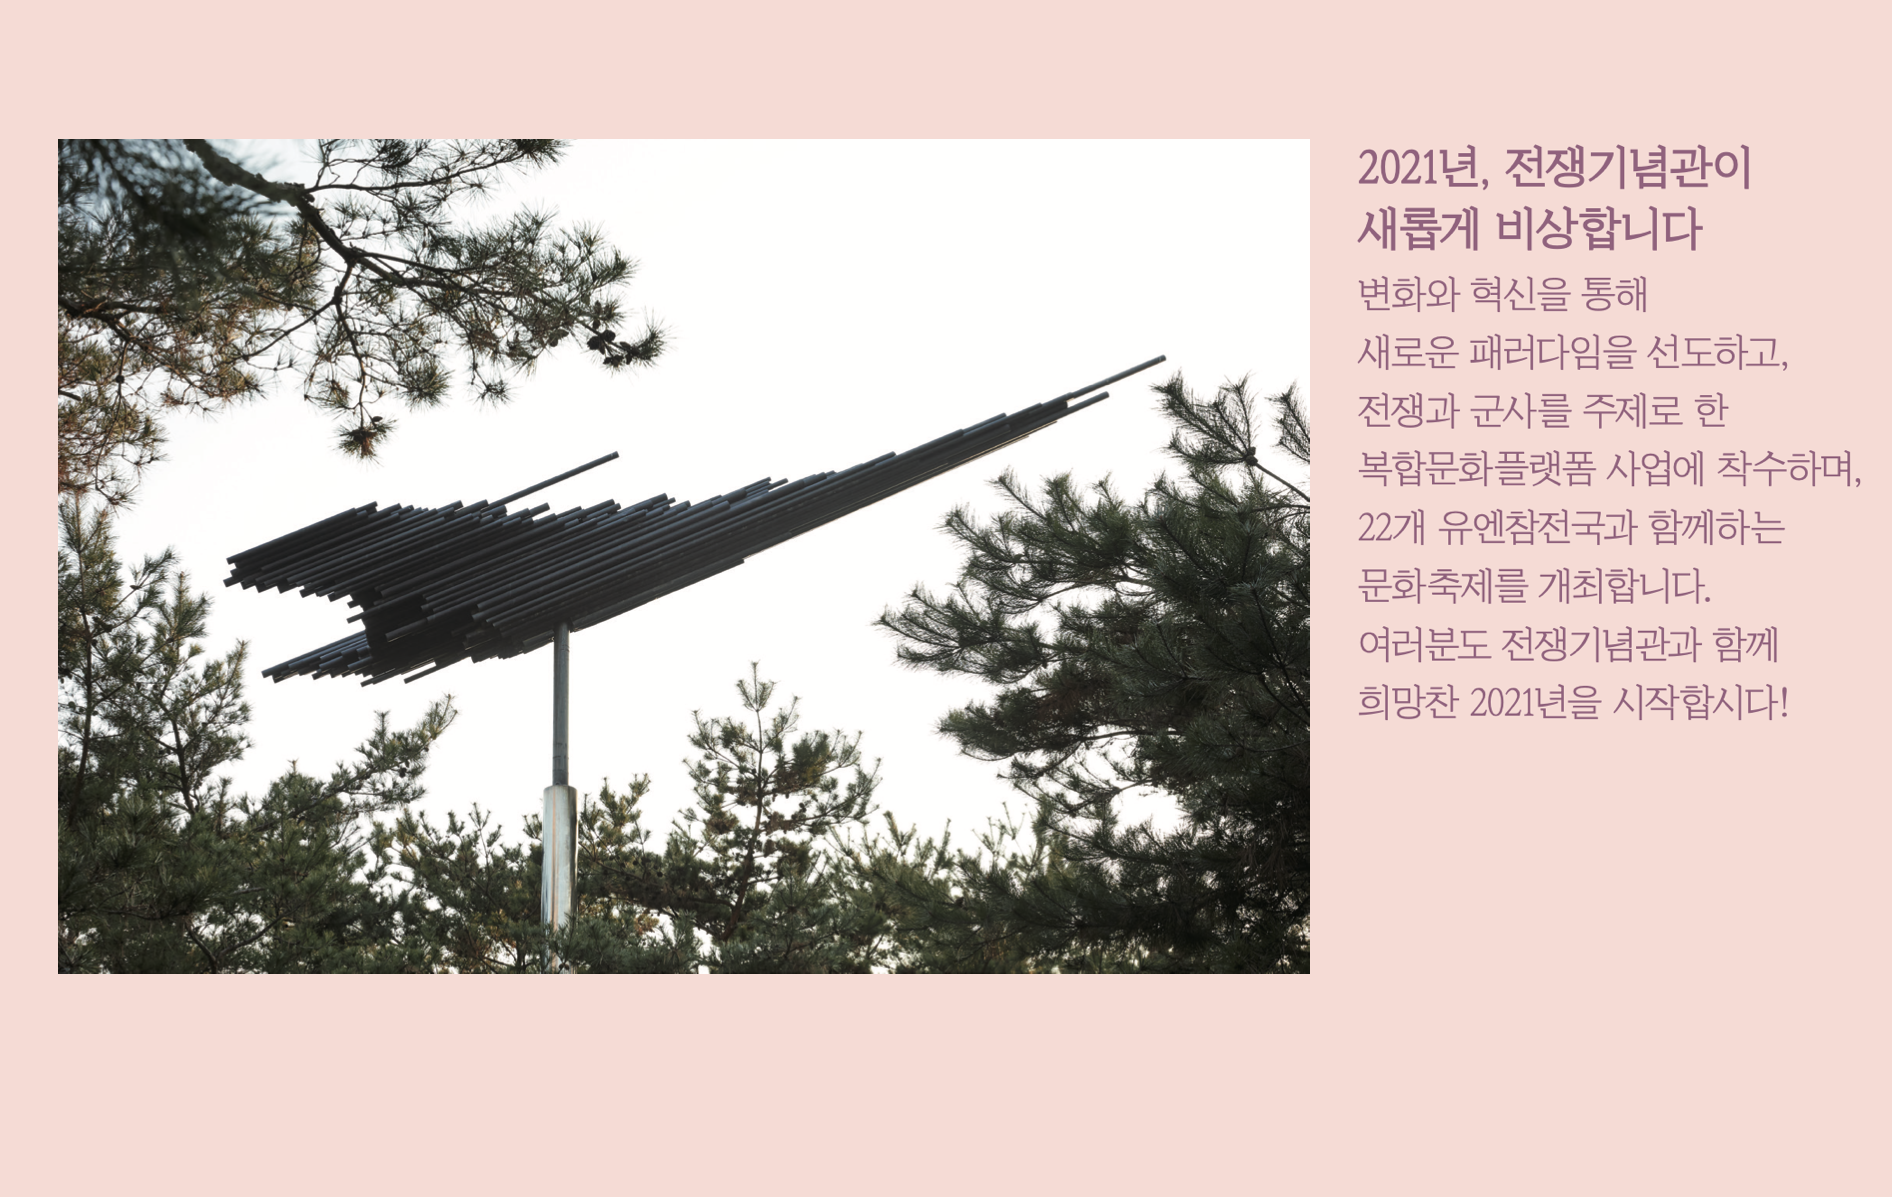 2021년, 전쟁기념관이
새롭게 비상합니다
변화와 혁신을 통해
새로운 패러다임을 선도하고,
전쟁과 군사를 주제로 한
복합문화플랫폼 사업에 착수하며,
22개 유엔참전국과 함께하는
문화축제를 개최합니다.
여러분도 전쟁기념관과 함께
희망찬 2021년을 시작합시다!